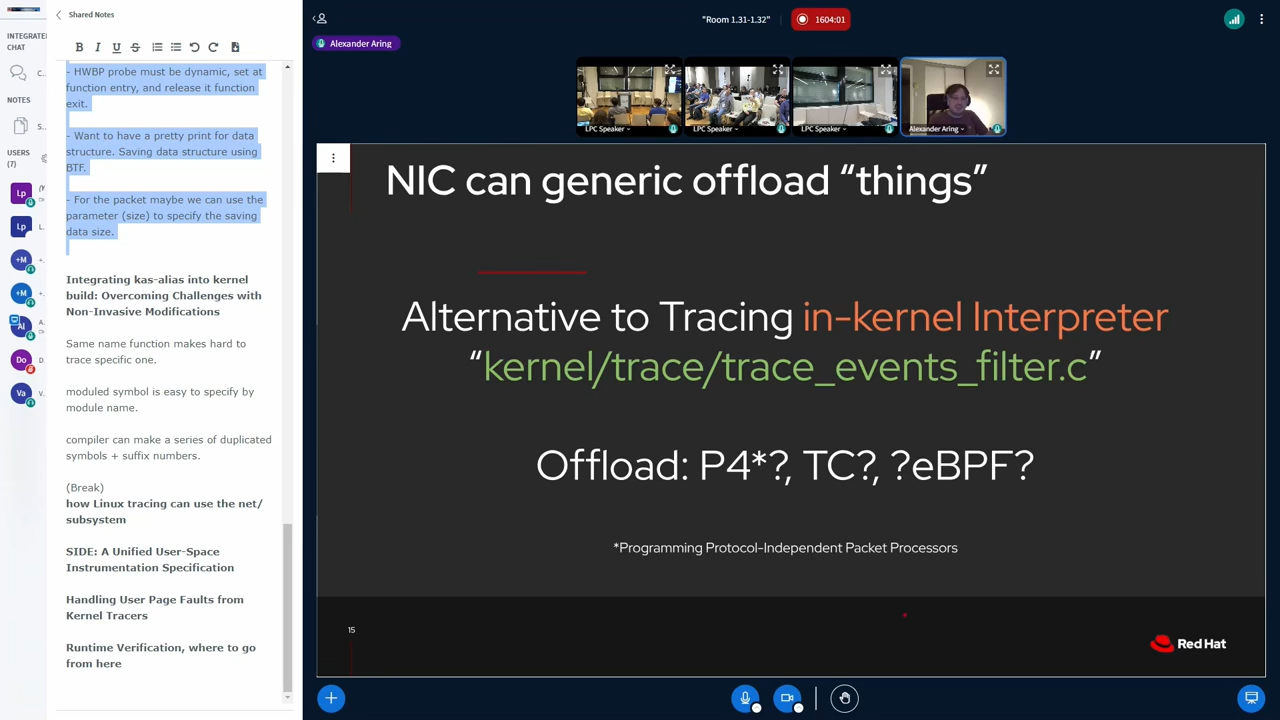 INTEGRATE
CHAT
C..
NOTES
S..
USERS
(7)
Lp
(M
Lp
L..
+M
+..
+M
+..
Al
A..
Do
D..
Va
V..
Shared Notes
B I U S
- HWBP probe must be dynamic, set at
function entry, and release it function
exit.
- Want to have a pretty print for data
structure. Saving data structure using
BTF.
- For the packet maybe we can use the
parameter (size) to specify the saving
data size.
Integrating kas-alias into kernel
build: Overcoming Challenges with
Non-Invasive Modifications
Same name function makes hard to
trace specific one.
moduled symbol is easy to specify by
module name.
compiler can make a series of duplicated
symbols + suffix numbers.
(Break)
how Linux tracing can use the net/
subsystem
SIDE: A Unified User-Space
Instrumentation Specification
Handling User Page Faults from
Kernel Tracers
Runtime Verification, where to go
from here
"Room 1.31-1.32"
1604:01
Alexander Aring
LPC Speaker
LPC Speaker
LPC Speaker
Alexander Aring
NIC can generic offload “things”
Alternative to Tracing in-kernel Interpreter
“kernel/trace/trace_events_filter.c”
Offload: P4*?, TC?, ?eBPF?
*Programming Protocol-Independent Packet Processors
15
Red Hat